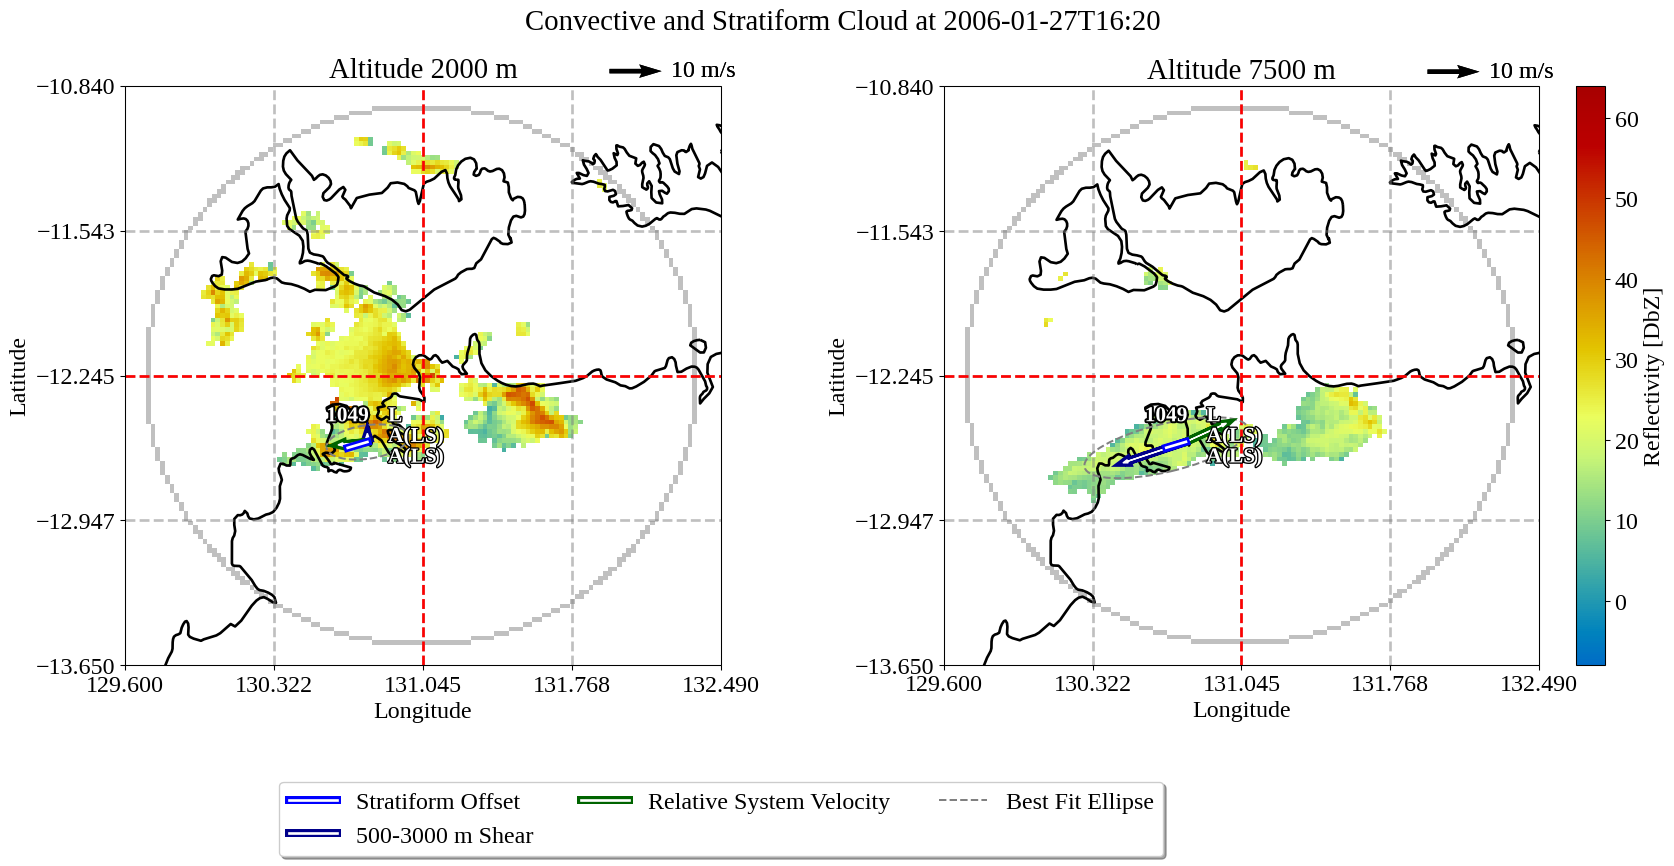 Convective and Stratiform Cloud at 2006-01-27T16:20
Altitude 2000 m
10 m/s
Altitude 7500 m
10 m/s
−10.840
−11.543
−12.245
−12.947
−13.650
Latitude
129.600
130.322
131.045
131.768
132.490
Longitude
1049
L
A(LS)
A(LS)
−10.840
−11.543
−12.245
−12.947
−13.650
Latitude
129.600
130.322
131.045
131.768
132.490
Longitude
1049
L
A(LS)
A(LS)
60
50
40
30
20
10
0
Reflectivity [DbZ]
Stratiform Offset
500-3000 m Shear
Relative System Velocity
Best Fit Ellipse